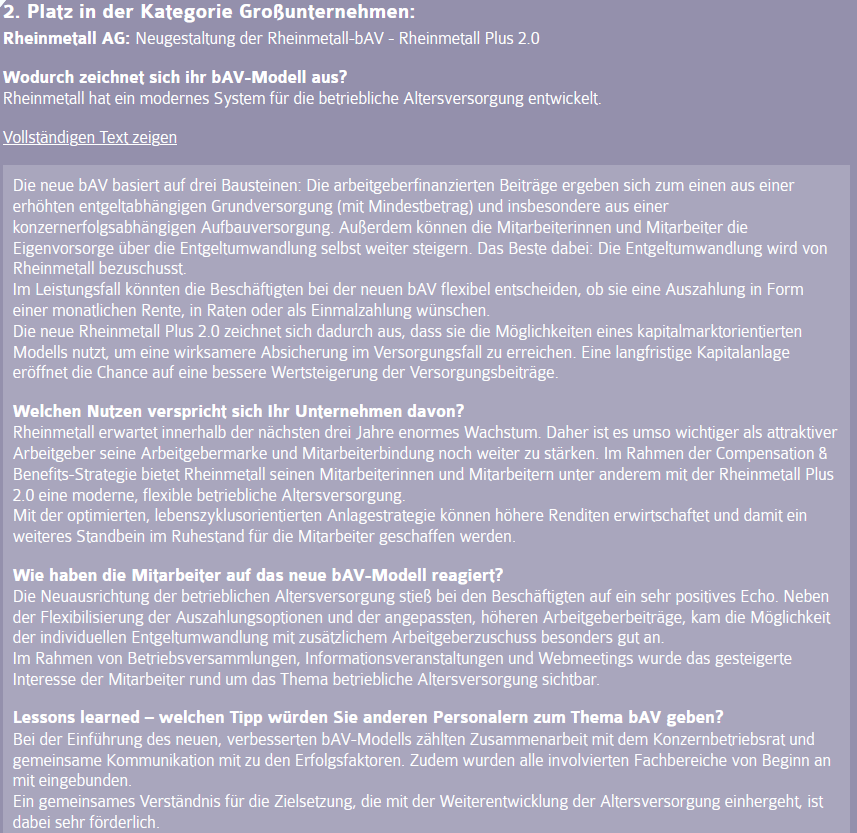 2. Platz in der Kategorie Großunternehmen:
Rheinmetall AG: Neugestaltung der Rheinmetall-bAV - Rheinmetall Plus 2.0
Wodurch zeichnet sich ihr bAV-Modell aus?
Rheinmetall hat ein modernes System für die betriebliche Altersversorgung entwickelt.
Vollständigen Text zeigen
Die neue bAV basiert auf drei Bausteinen: Die arbeitgeberfinanzierten Beiträge ergeben sich zum einen aus einer
erhöhten entgeltabhängigen Grundversorgung (mit Mindestbetrag) und insbesondere aus einer
konzernerfolgsabhängigen Aufbauversorgung. Außerdem können die Mitarbeiterinnen und Mitarbeiter die
Eigenvorsorge über die Entgeltumwandlung selbst weiter steigern. Das Beste dabei: Die Entgeltumwandlung wird von
Rheinmetall bezuschusst.
Im Leistungsfall könnten die Beschäftigten bei der neuen bAV flexibel entscheiden, ob sie eine Auszahlung in Form
einer monatlichen Rente, in Raten oder als Einmalzahlung wünschen.
Die neue Rheinmetall Plus 2.0 zeichnet sich dadurch aus, dass sie die Möglichkeiten eines kapitalmarktorientierten
Modells nutzt, um eine wirksamere Absicherung im Versorgungsfall zu erreichen. Eine langfristige Kapitalanlage
eröffnet die Chance auf eine bessere Wertsteigerung der Versorgungsbeiträge.
Welchen Nutzen verspricht sich Ihr Unternehmen davon?
Rheinmetall erwartet innerhalb der nächsten drei Jahre enormes Wachstum. Daher ist es umso wichtiger als attraktiver
Arbeitgeber seine Arbeitgebermarke und Mitarbeiterbindung noch weiter zu stärken. Im Rahmen der Compensation &
Benefits-Strategie bietet Rheinmetall seinen Mitarbeiterinnen und Mitarbeitern unter anderem mit der Rheinmetall Plus
2.0 eine moderne, flexible betriebliche Altersversorgung.
Mit der optimierten, lebenszyklusorientierten Anlagestrategie können höhere Renditen erwirtschaftet und damit ein
weiteres Standbein im Ruhestand für die Mitarbeiter geschaffen werden.
Wie haben die Mitarbeiter auf das neue bAV-Modell reagiert?
Die Neuausrichtung der betrieblichen Altersversorgung stieß bei den Beschäftigten auf ein sehr positives Echo. Neben
der Flexibilisierung der Auszahlungsoptionen und der angepassten, höheren Arbeitgeberbeiträge, kam die Möglichkeit
der individuellen Entgeltumwandlung mit zusätzlichem Arbeitgeberzuschuss besonders gut an.
Im Rahmen von Betriebsversammlungen, Informationsveranstaltungen und Webmeetings wurde das gesteigerte
Interesse der Mitarbeiter rund um das Thema betriebliche Altersversorgung sichtbar.
Lessons learned – welchen Tipp würden Sie anderen Personalern zum Thema bAV geben?
Bei der Einführung des neuen, verbesserten bAV-Modells zählten Zusammenarbeit mit dem Konzernbetriebsrat und
gemeinsame Kommunikation mit zu den Erfolgsfaktoren. Zudem wurden alle involvierten Fachbereiche von Beginn an
mit eingebunden.
Ein gemeinsames Verständnis für die Zielsetzung, die mit der Weiterentwicklung der Altersversorgung einhergeht, ist
dabei sehr förderlich.